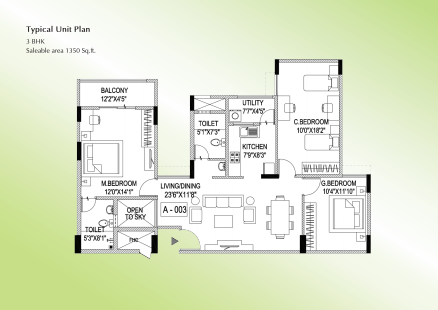 Typical Unit Plan
3 BHK
Saleable area 1350 Sq.ft.
BALCONY
12'2"X4'5"
TOILET
5'1"X7'3"
UTILITY
7'7"X4'5"
C.BEDROOM
10'0"X18'2"
KITCHEN
7'9"X8'3"
M.BEDROOM
12'0"X14'1"
LIVING/DINING
23'6"X11'8"
G.BEDROOM
10'4"X11'10"
OPEN
TO SKY
A - 003
TOILET
5'3"X8'1"